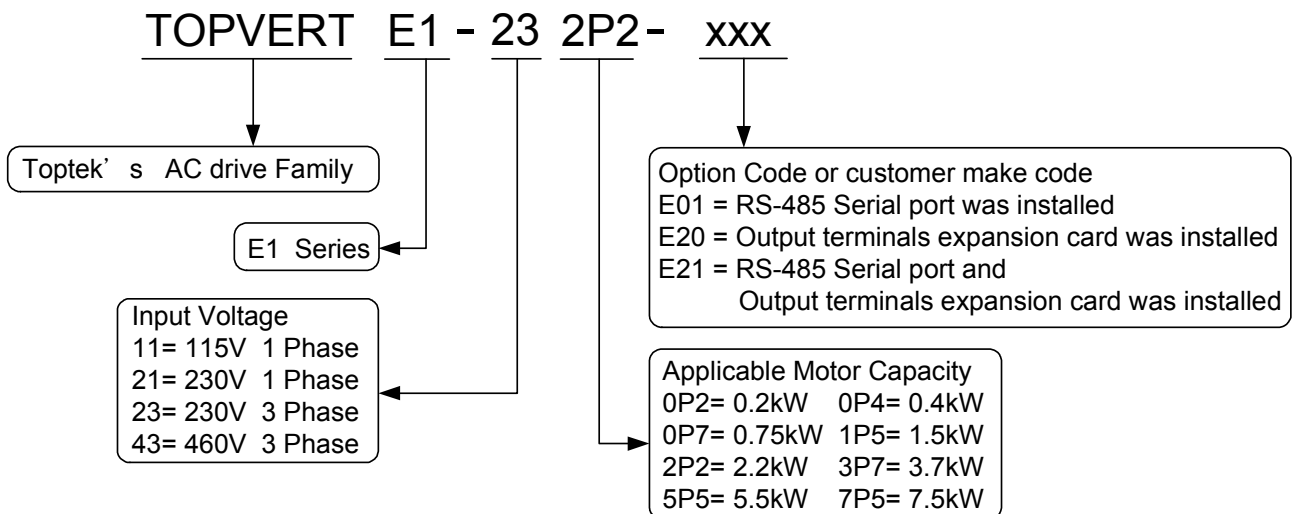 TOPVERT E1 - 23 2P2 - xxx
Toptek’ s AC drive Family
E1 Series
Input Voltage
11= 115V 1 Phase
21= 230V 1 Phase
23= 230V 3 Phase
43= 460V 3 Phase
Option Code or customer make code
E01 = RS-485 Serial port was installed
E20 = Output terminals expansion card was installed
E21 = RS-485 Serial port and
Output terminals expansion card was installed
Applicable Motor Capacity
0P2= 0.2kW 0P4= 0.4kW
0P7= 0.75kW 1P5= 1.5kW
2P2= 2.2kW 3P7= 3.7kW
5P5= 5.5kW 7P5= 7.5kW